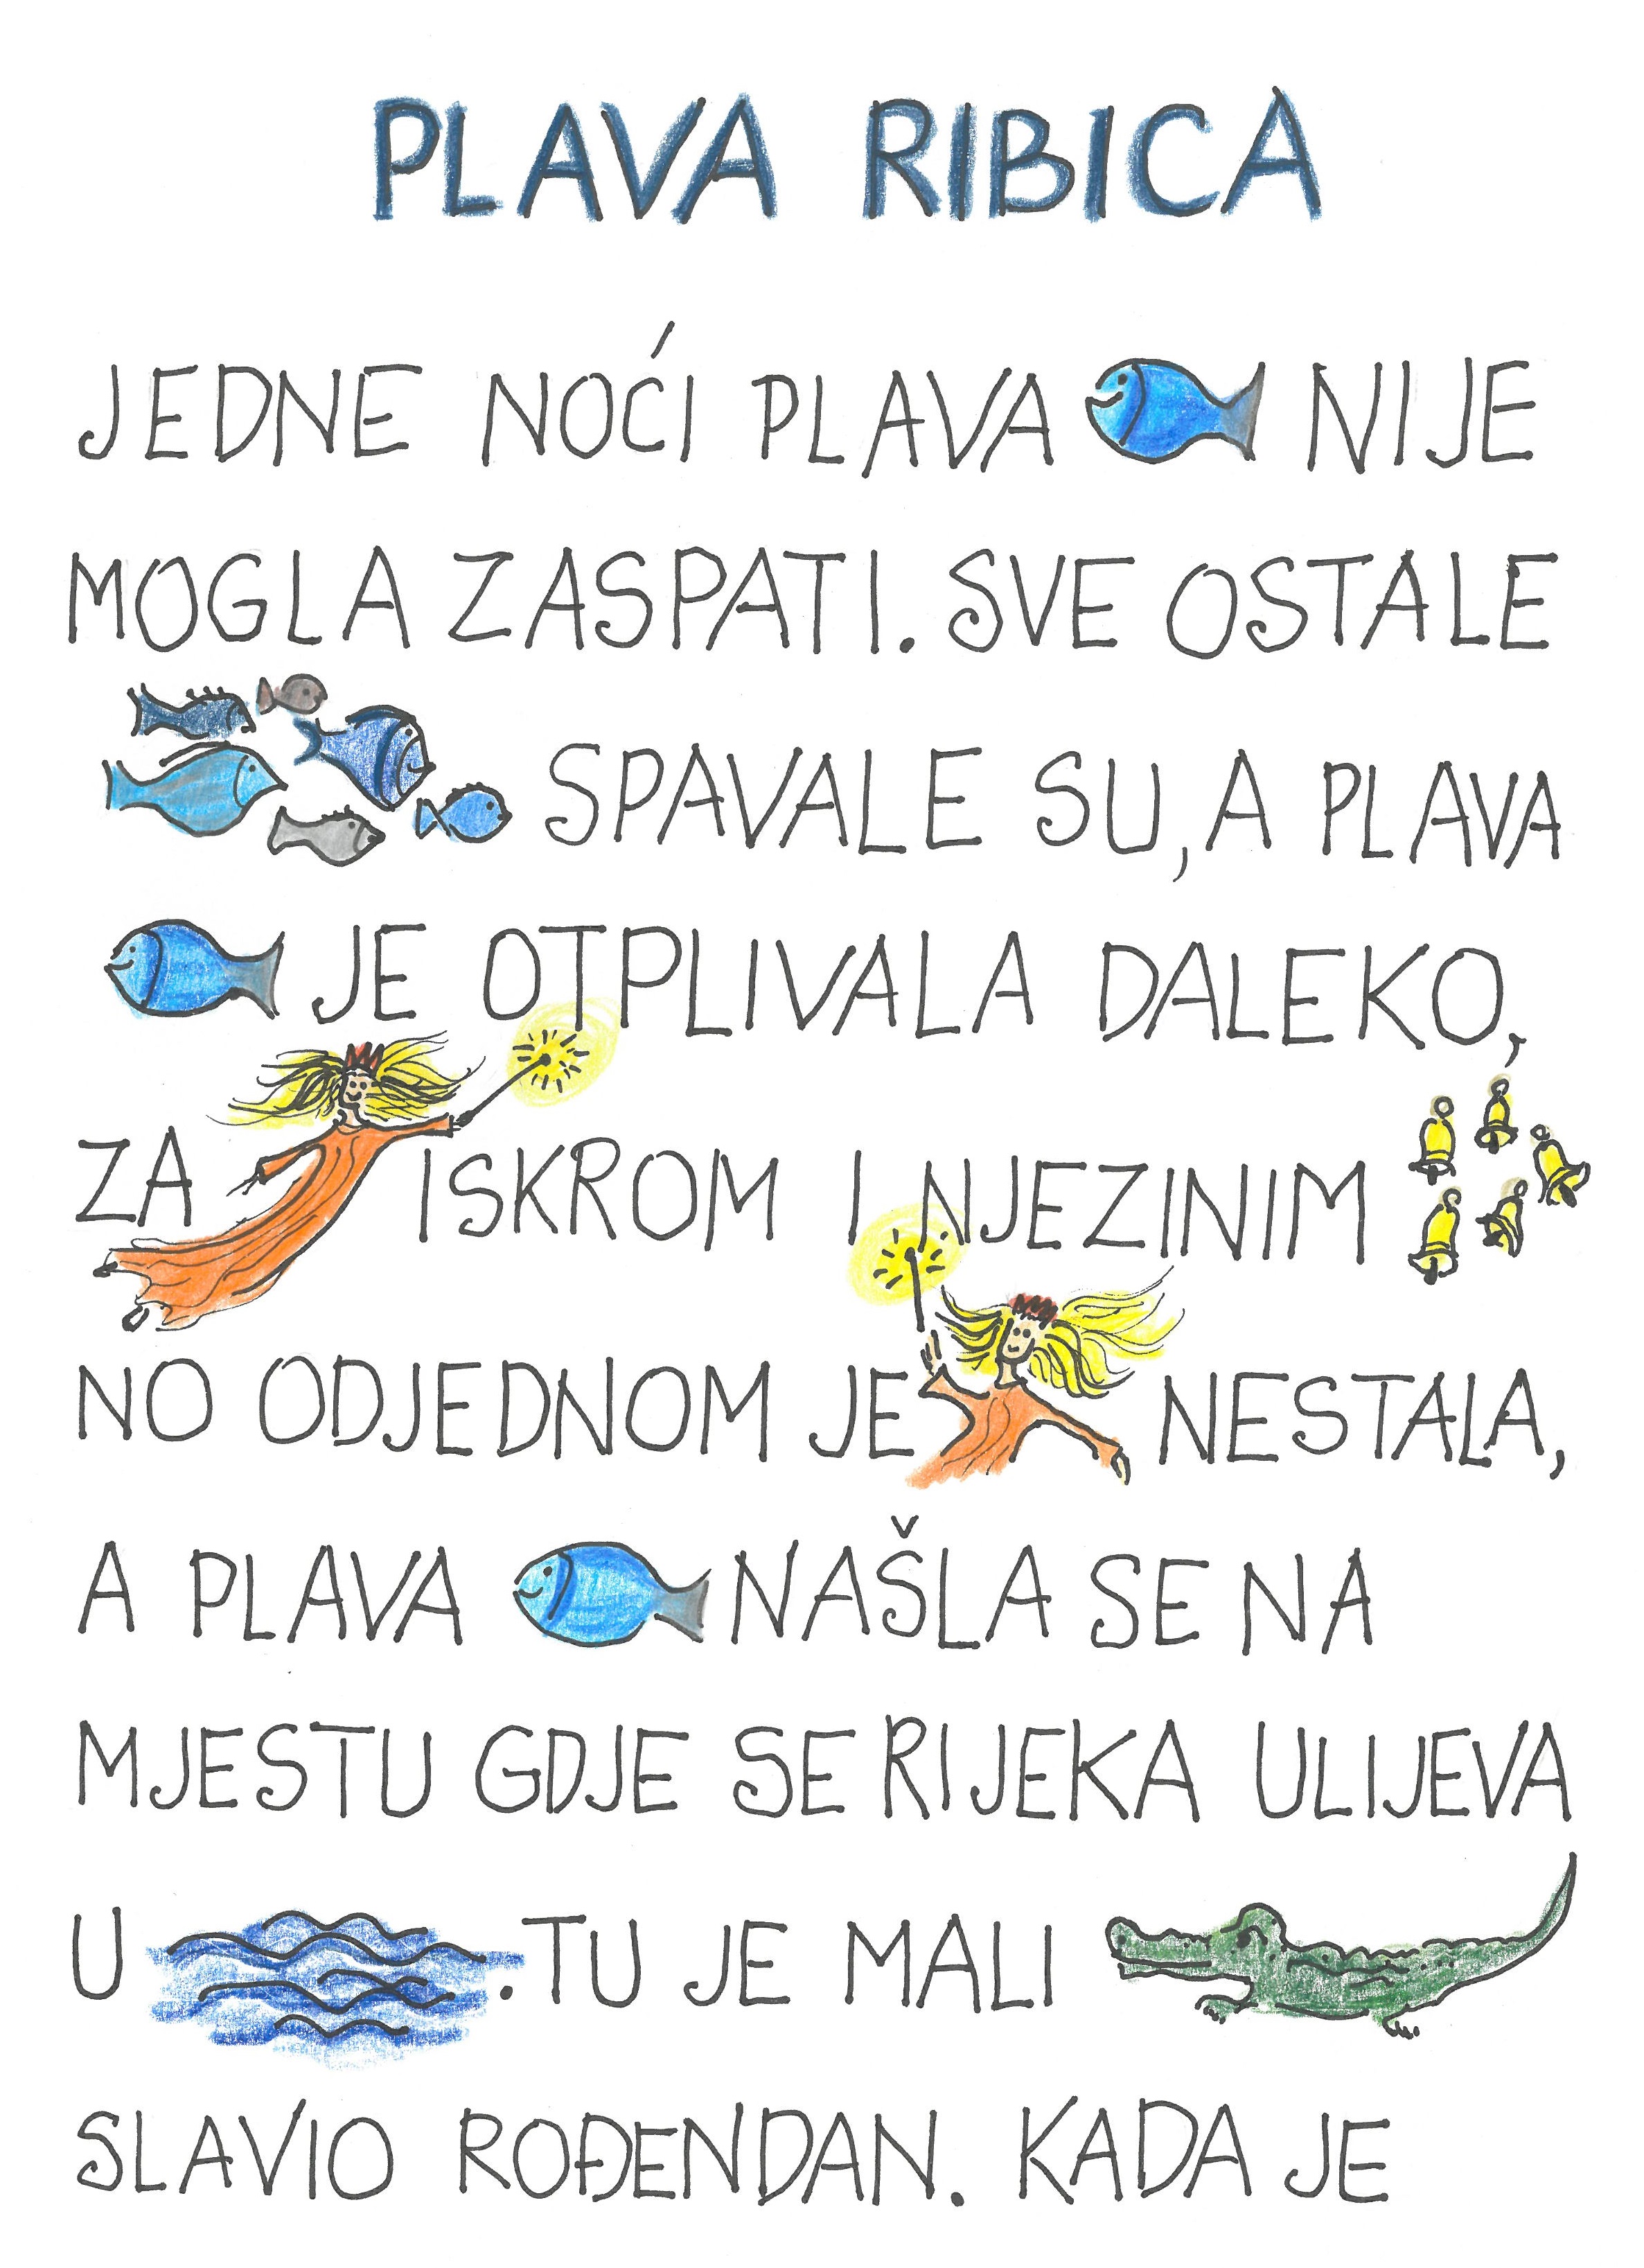 PLAVA RIBICA
JEDNE NOĆI PLAVA NIJE
MOGLA ZASPATI. SVE OSTALE
SPAVALE SU, A PLAVA
JE OTPLIVALA DALEKO,
ZA ISKROM I NJEZINIM
NO ODJEDNOM JE NESTALA,
A PLAVA NAŠLA SE NA
MJESTU GDJE SE RIJEKA ULIJEVA
U . TU JE MALI
SLAVIO ROĐENDAN. KADA JE